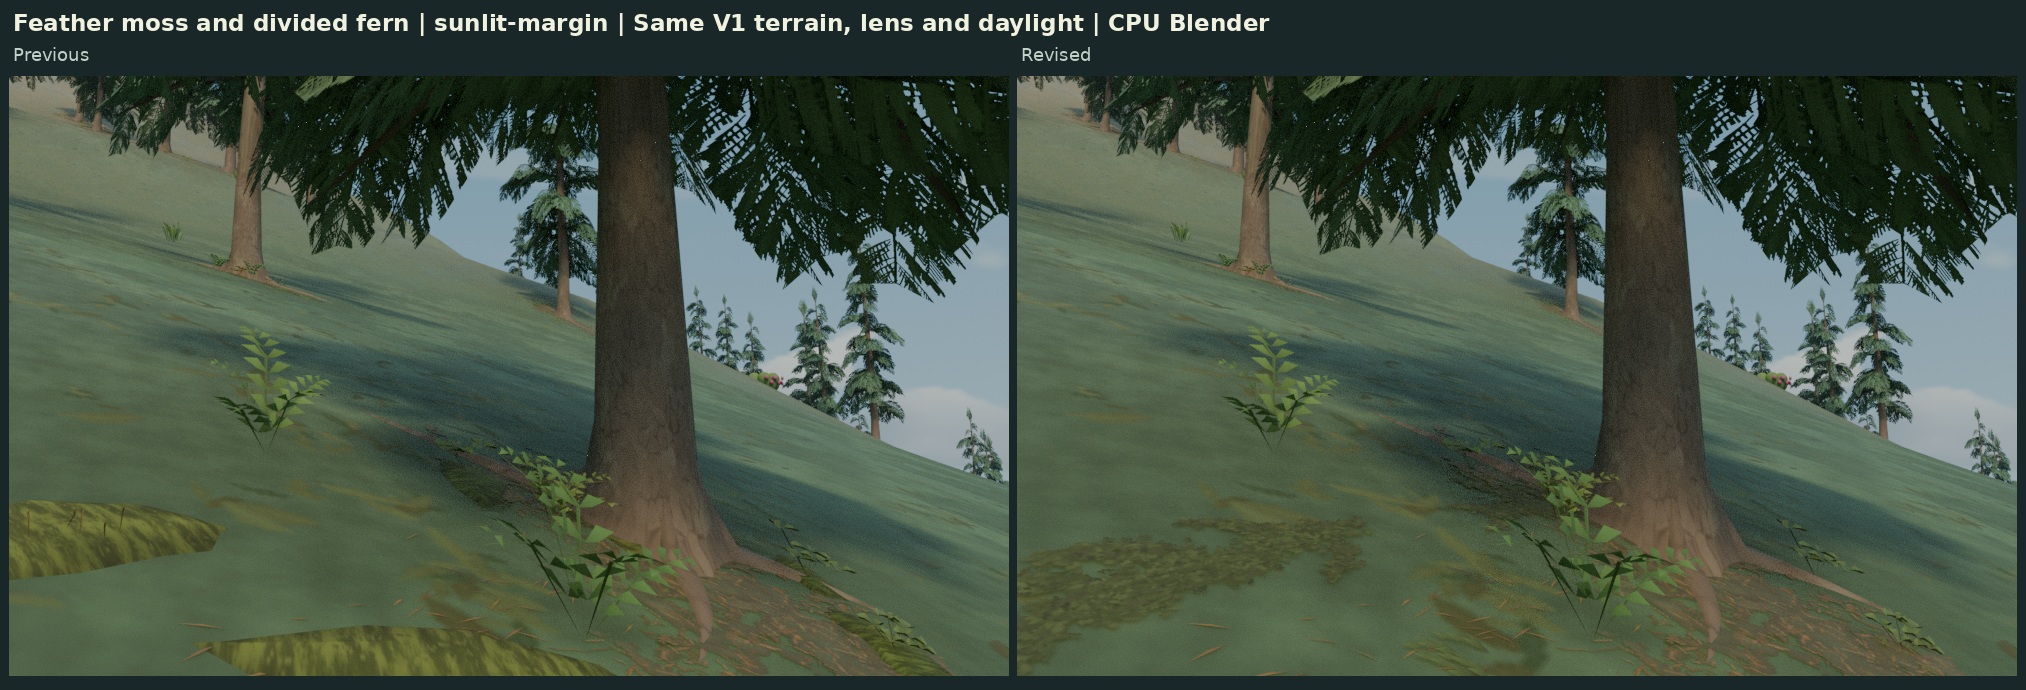 Feather moss and divided fern | sunlit-margin | Same V1 terrain, lens and daylight | CPU Blender
Previous
Revised